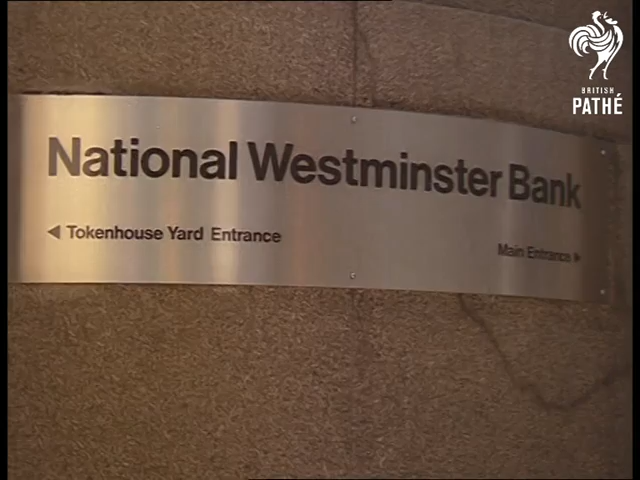 BRITISH
PATHÉ
National Westminster Bank
◀ Tokenhouse Yard Entrance
Main Entrance ▶